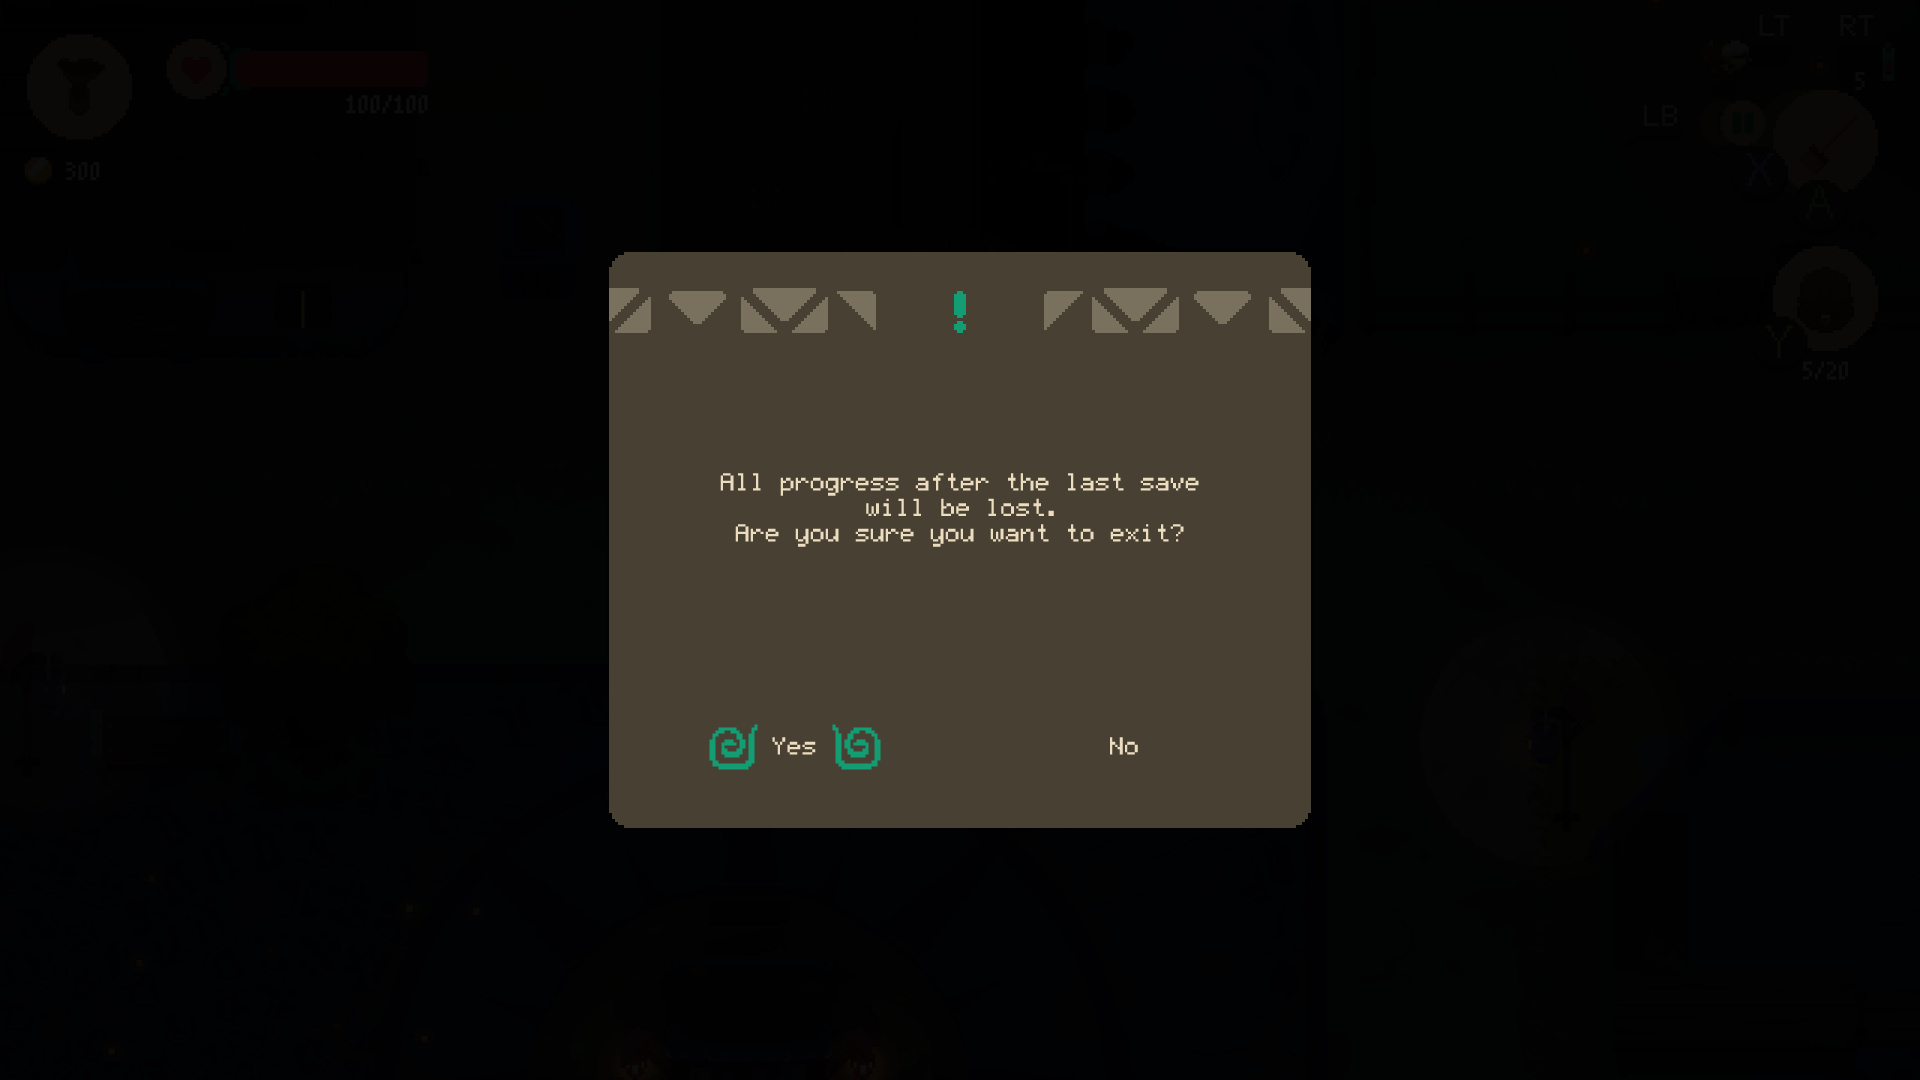 LT RT
100/100
5
LB
300
X
A
Y
5/20
!
All progress after the last save
will be lost.
Are you sure you want to exit?
Yes No